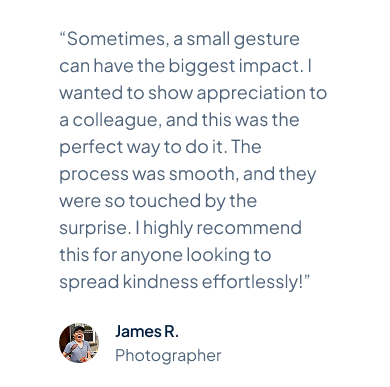 “Sometimes, a small gesture
can have the biggest impact. I
wanted to show appreciation to
a colleague, and this was the
perfect way to do it. The
process was smooth, and they
were so touched by the
surprise. I highly recommend
this for anyone looking to
spread kindness effortlessly!”
James R.
Photographer